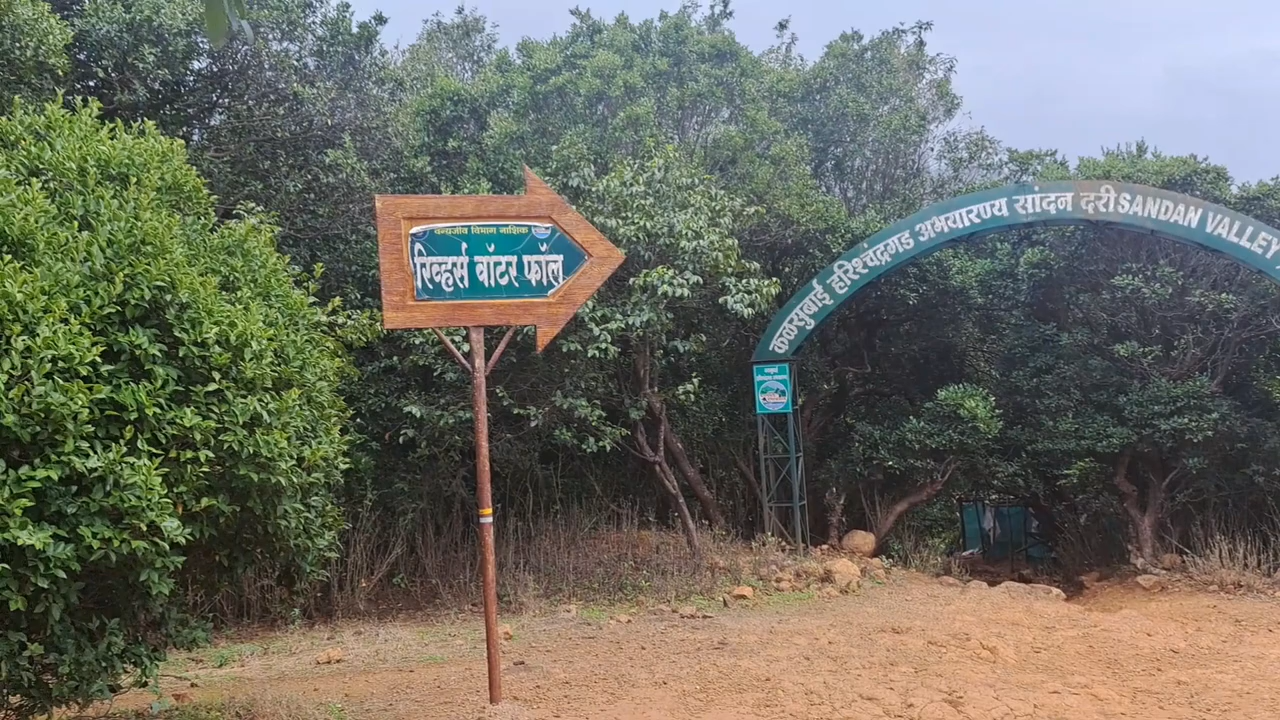 वन्यजीव विभाग नाशिक
रिव्हर्स वॉटर फॉल
कळसुबाई हरिश्चंद्रगड अभयारण्य सांदन दरी SANDAN VALLEY